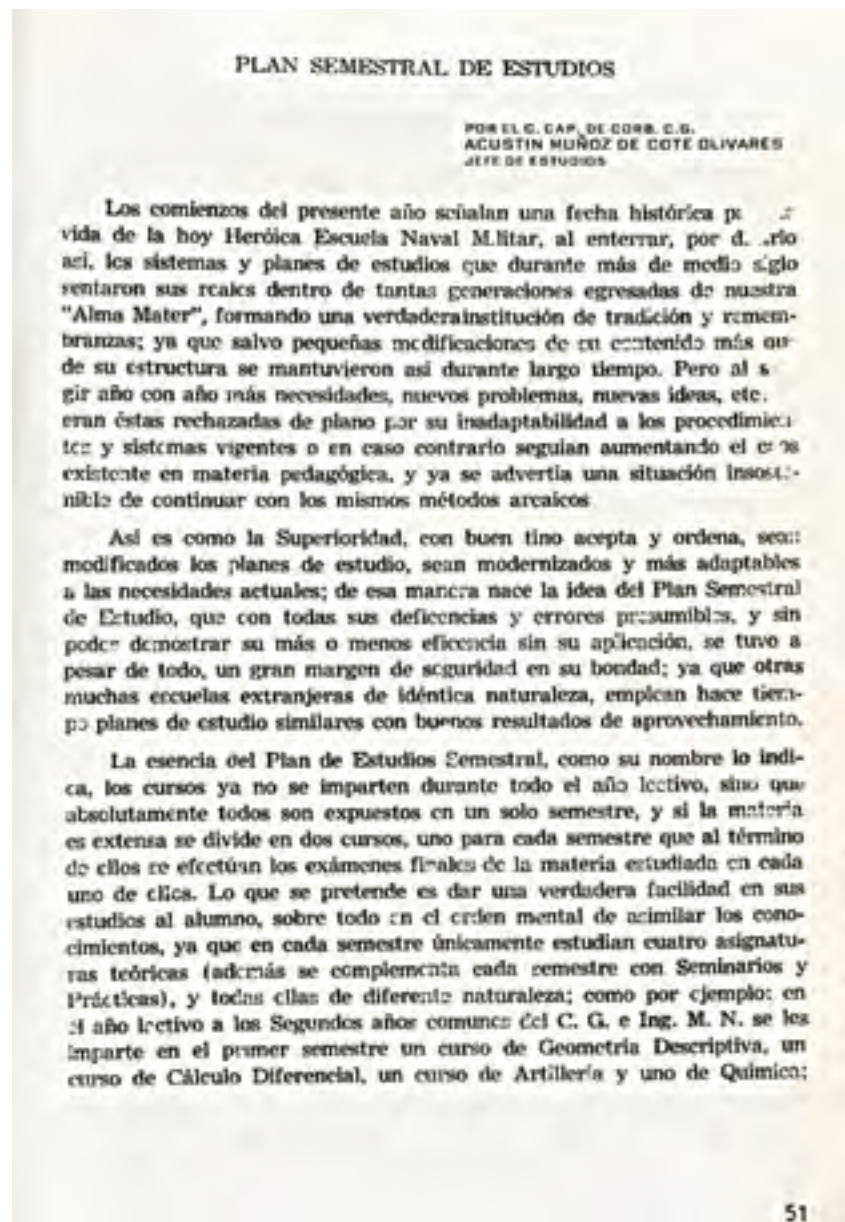 PLAN SEMESTRAL DE ESTUDIOS
POR EL C. CAP. DE CORB. C.G.
AGUSTIN MUÑOZ DE COTE OLIVARES
JEFE DE ESTUDIOS
Los comienzos del presente año señalan una fecha histórica
vida de la hoy Heróica Escuela Naval Militar, al enterrar, por
así, los sistemas y planes de estudios que durante más de medio siglo
sentaron sus reales dentro de tantas generaciones egresadas de nuestra
"Alma Mater", formando una verdaderainstitución de tradición y remem-
branzas; ya que salvo pequeñas modificaciones de su contenido más que
de su estructura se mantuvieron así durante largo tiempo. Pero al
gir año con año más necesidades, nuevos problemas, nuevas ideas, etc.
eran éstas rechazadas de plano por su inadaptabilidad a los procedimien
tos y sistemas vigentes o en caso contrario seguían aumentando el caos
existente en materia pedagógica, y ya se advertía una situación insoste-
nible de continuar con los mismos métodos arcaicos
Así es como la Superioridad, con buen tino acepta y ordena, sean
modificados los planes de estudio, sean modernizados y más adaptables
a las necesidades actuales; de esa manera nace la idea del Plan Semestral
de Estudio, que con todas sus deficencias y errores presumibles, y sin
poder demostrar su más o menos eficencia sin su aplicación, se tuvo a
pesar de todo, un gran margen de seguridad en su bondad; ya que otras
muchas escuelas extranjeras de idéntica naturaleza, emplean hace tiem-
po planes de estudio similares con buenos resultados de aprovechamiento.
La esencia del Plan de Estudios Semestral, como su nombre lo indi-
ca, los cursos ya no se imparten durante todo el año lectivo, sino que
absolutamente todos son expuestos en un solo semestre, y si la materia
es extensa se divide en dos cursos, uno para cada semestre que al término
de ellos se efectúan los exámenes finales de la materia estudiada en cada
uno de ellos. Lo que se pretende es dar una verdadera facilidad en sus
estudios al alumno, sobre todo en el orden mental de asimilar los cono-
cimientos, ya que en cada semestre únicamente estudian cuatro asignatu-
ras teóricas (además se complementa cada semestre con Seminarios y
Prácticas), y todas ellas de diferente naturaleza; como por ejemplo: en
el año lectivo a los Segundos años comunes del C. G. e Ing. M. N. se les
imparte en el primer semestre un curso de Geometría Descriptiva, un
curso de Cálculo Diferencial, un curso de Artillería y uno de Química;
51